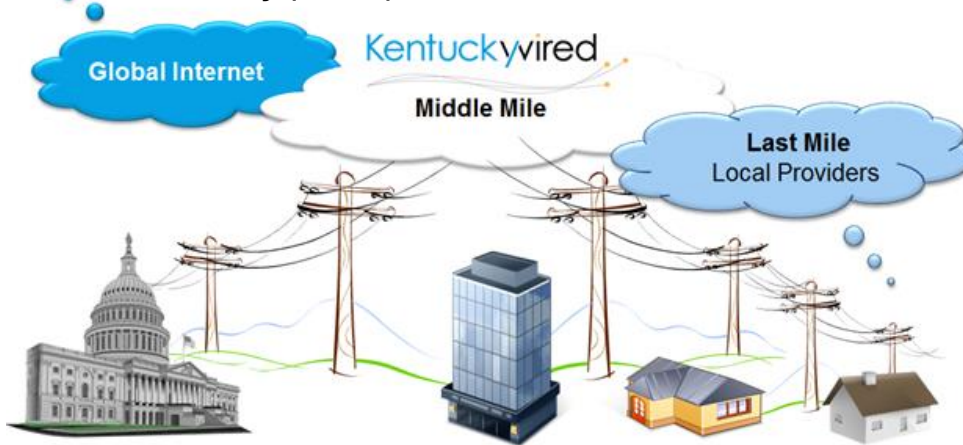 Global Internet
Kentuckywired
Middle Mile
Last Mile
Local Providers